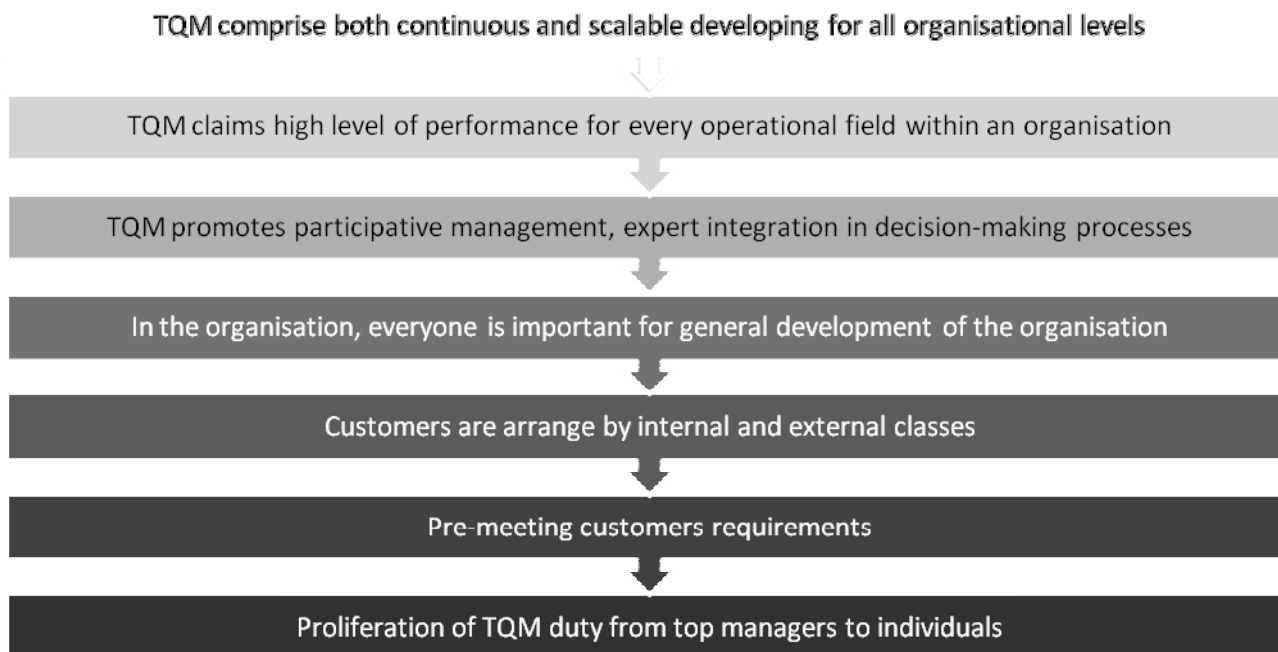 TQM comprise both continuous and scalable developing for all organisational levels
TQM claims high level of performance for every operational field within an organisation
TQM promotes participative management, expert integration in decision-making processes
In the organisation, everyone is important for general development of the organisation
Customers are arrange by internal and external classes
Pre-meeting customers requirements
Proliferation of TQM duty from top managers to individuals